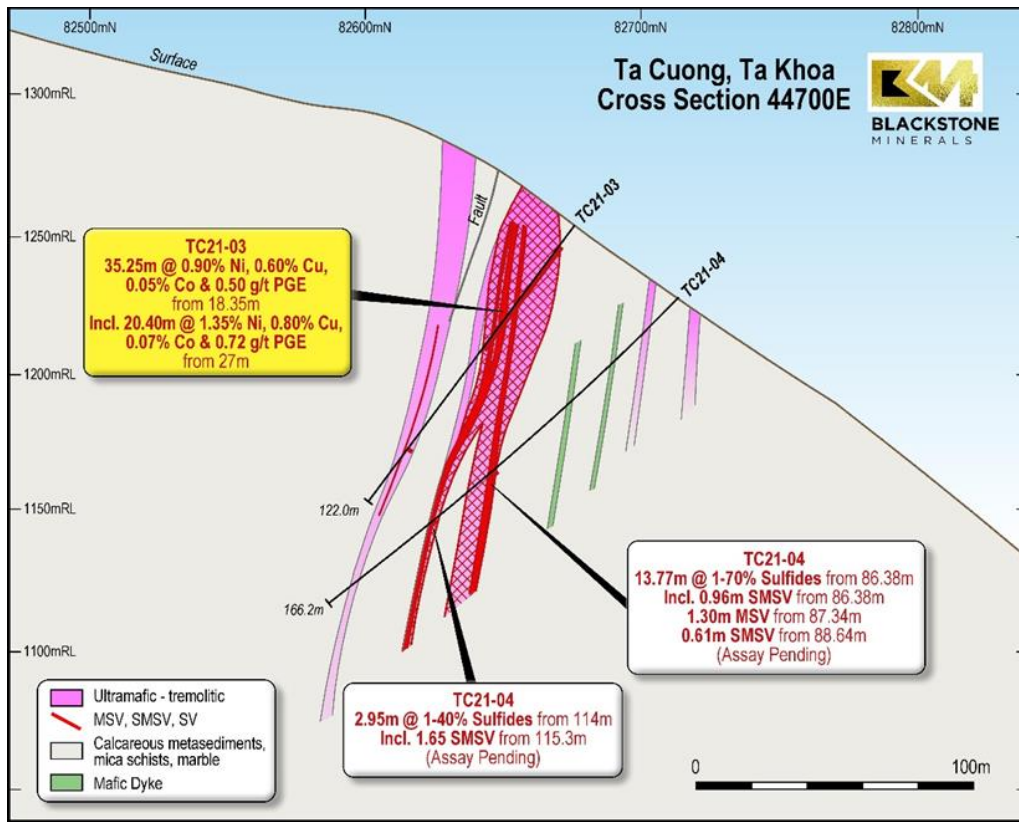 82500mN
82600mN
82700mN
82800mN
Surface
Ta Cuong, Ta Khoa
Cross Section 44700E
BLACKSTONE
MINERALS
1300mRL
1250mRL
1200mRL
1150mRL
1100mRL
Fault
TC21-03
TC21-04
TC21-03
35.25m @ 0.90% Ni, 0.60% Cu,
0.05% Co & 0.50 g/t PGE
from 18.35m
Incl. 20.40m @ 1.35% Ni, 0.80% Cu,
0.07% Co & 0.72 g/t PGE
from 27m
122.0m
166.2m
TC21-04
13.77m @ 1-70% Sulfides from 86.38m
Incl. 0.96m SMSV from 86.38m
1.30m MSV from 87.34m
0.61m SMSV from 88.64m
(Assay Pending)
TC21-04
2.95m @ 1-40% Sulfides from 114m
Incl. 1.65 SMSV from 115.3m
(Assay Pending)
Ultramafic - tremolitic
MSV, SMSV, SV
Calcareous metasediments,
mica schists, marble
Mafic Dyke
0
100m